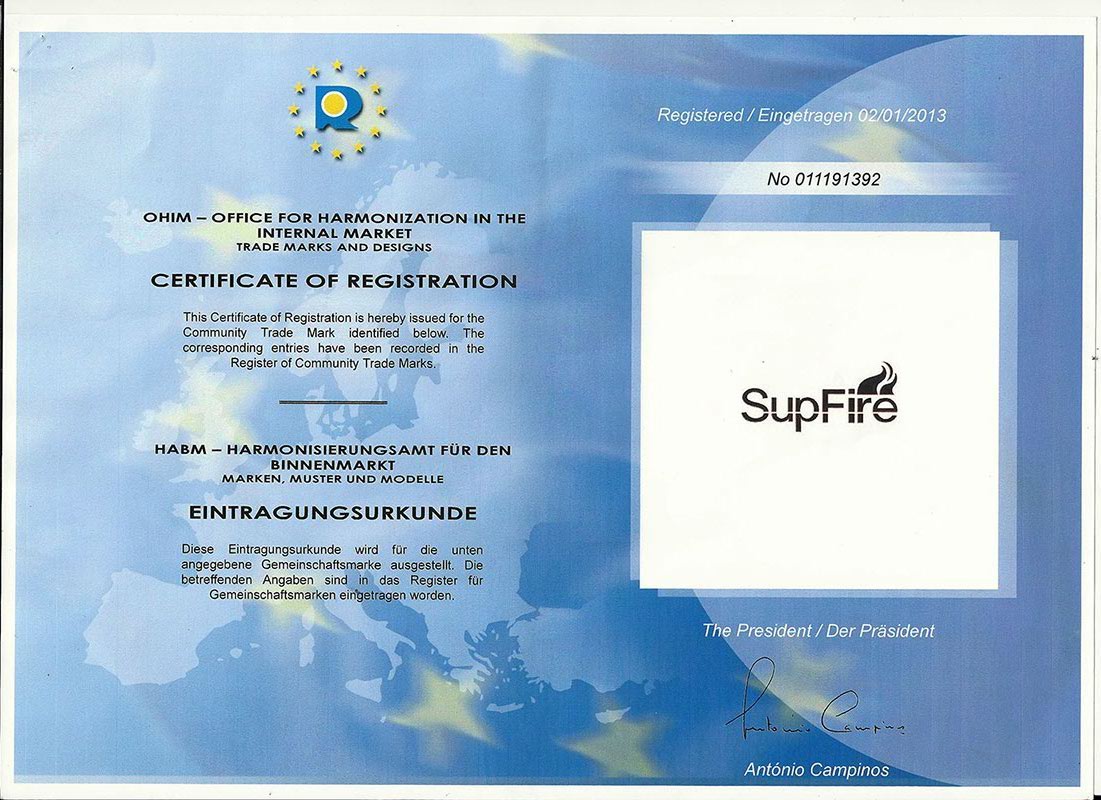 OHIM – OFFICE FOR HARMONIZATION IN THE
INTERNAL MARKET
TRADE MARKS AND DESIGNS
CERTIFICATE OF REGISTRATION
This Certificate of Registration is hereby issued for the
Community Trade Mark identified below. The
corresponding entries have been recorded in the
Register of Community Trade Marks.
HABM – HARMONISIERUNGSAMT FÜR DEN
BINNENMARKT
MARKEN, MUSTER UND MODELLE
EINTRAGUNGSURKUNDE
Diese Eintragungsurkunde wird für die unten
angegebene Gemeinschaftsmarke ausgestellt. Die
betreffenden Angaben sind in das Register für
Gemeinschaftsmarken eingetragen worden.
Registered / Eingetragen 02/01/2013
No 011191392
SupFire
The President / Der Präsident
António Campinos
António Campinos